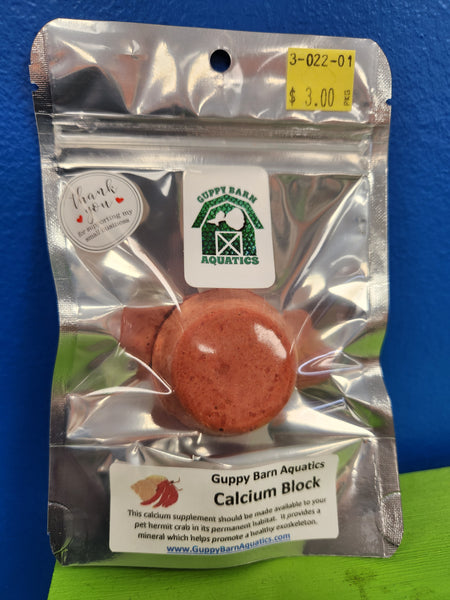 3-022-01
$ 3.00 PKG
thank
you
for supporting my
small business
GUPPY BARN
AQUATICS
Guppy Barn Aquatics
Calcium Block
This calcium supplement should be made available to your
pet hermit crab in its permanent habitat. It provides a
mineral which helps promote a healthy exoskeleton.
www.GuppyBarnAquatics.com